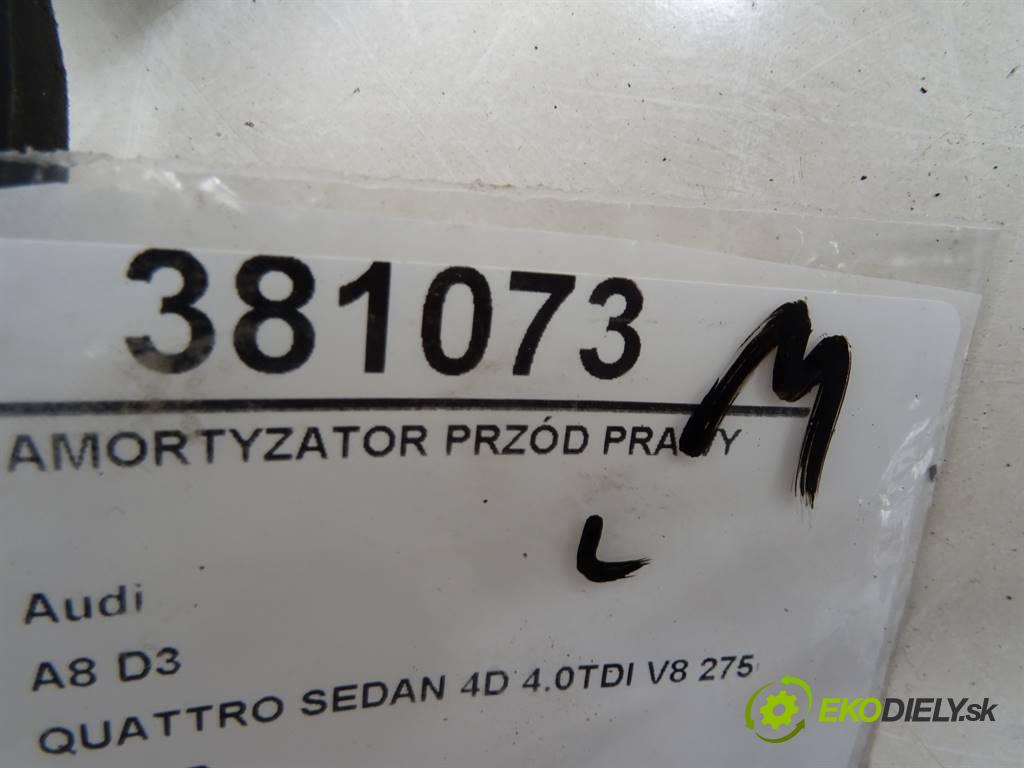 381073
M
AMORTYZATOR PRZÓD PRAWY
L
Audi
A8 D3
QUATTRO SEDAN 4D 4.0TDI V8 275
EKODIELY.sk